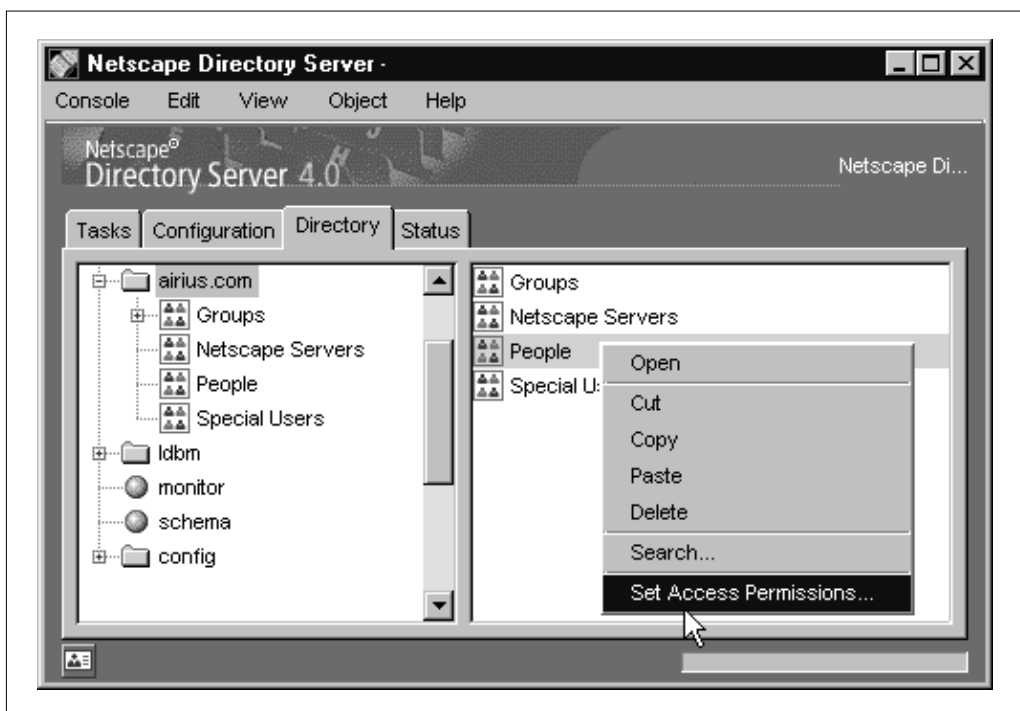 Netscape Directory Server -
Console Edit View Object Help
Netscape®
Directory Server 4.0
Netscape Di...
Tasks Configuration Directory Status
airius.com
Groups
Netscape Servers
People
Special Users
ldbm
monitor
schema
config
Groups
Netscape Servers
People
Special U
Open
Cut
Copy
Paste
Delete
Search...
Set Access Permissions...